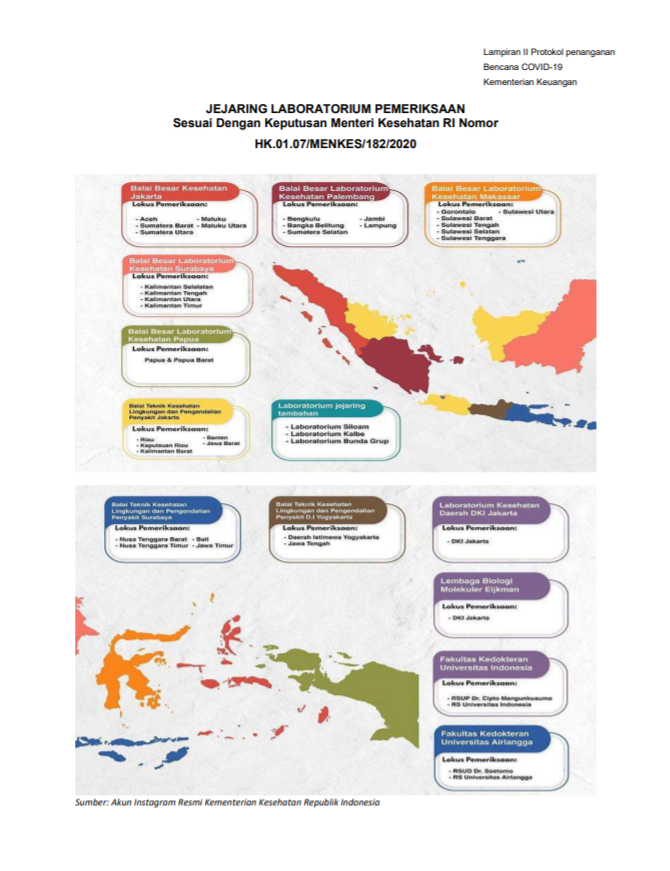 Lampiran II Protokol penanganan
Bencana COVID-19
Kementerian Keuangan
JEJARING LABORATORIUM PEMERIKSAAN
Sesuai Dengan Keputusan Menteri Kesehatan RI Nomor
HK.01.07/MENKES/182/2020
Balai Besar Kesehatan
Jakarta
Lokus Pemeriksaan:
- Aceh - Maluku
- Sumatera Barat - Maluku Utara
- Sumatera Utara
Balai Besar Laboratorium
Kesehatan Palembang
Lokus Pemeriksaan:
- Bengkulu - Jambi
- Bangka Belitung - Lampung
- Sumatera Selatan
Balai Besar Laboratorium
Kesehatan Makassar
Lokus Pemeriksaan:
- Gorontalo - Sulawesi Utara
- Sulawesi Barat
- Sulawesi Tengah
- Sulawesi Selatan
- Sulawesi Tenggara
Balai Besar Laboratorium
Kesehatan Surabaya
Lokus Pemeriksaan:
- Kalimantan Selalatan
- Kalimantan Tengah
- Kalimantan Utara
- Kalimantan Timur
Balai Besar Laboratorium
Kesehatan Papua
Lokus Pemeriksaan:
Papua & Papua Barat
Balai Teknik Kesehatan
Lingkungan dan Pengendalian
Penyakit Jakarta
Lokus Pemeriksaan:
- Riau - Banten
- Kepulauan Riau - Jawa Barat
- Kalimantan Barat
Laboratorium jejaring
tambahan
- Laboratorium Siloam
- Laboratorium Kalbe
- Laboratorium Bunda Grup
Balai Teknik Kesehatan
Lingkungan dan Pengendalian
Penyakit Surabaya
Lokus Pemeriksaan:
- Nusa Tenggara Barat - Bali
- Nusa Tenggara Timur - Jawa Timur
Balai Teknik Kesehatan
Lingkungan dan Pengendalian
Penyakit D.I Yogyakarta
Lokus Pemeriksaan:
- Daerah Istimewa Yogyakarta
- Jawa Tengah
Laboratorium Kesehatan
Daerah DKI Jakarta
Lokus Pemeriksaan:
- DKI Jakarta
Lembaga Biologi
Molekuler Eijkman
Lokus Pemeriksaan:
- DKI Jakarta
Fakultas Kedokteran
Universitas Indonesia
Lokus Pemeriksaan:
- RSUP Dr. Cipto Mangunkusumo
- RS Universitas Indonesia
Fakultas Kedokteran
Universitas Airlangga
Lokus Pemeriksaan:
- RSUD Dr. Soetomo
- RS Universitas Airlangga
Sumber: Akun Instagram Resmi Kementerian Kesehatan Republik Indonesia